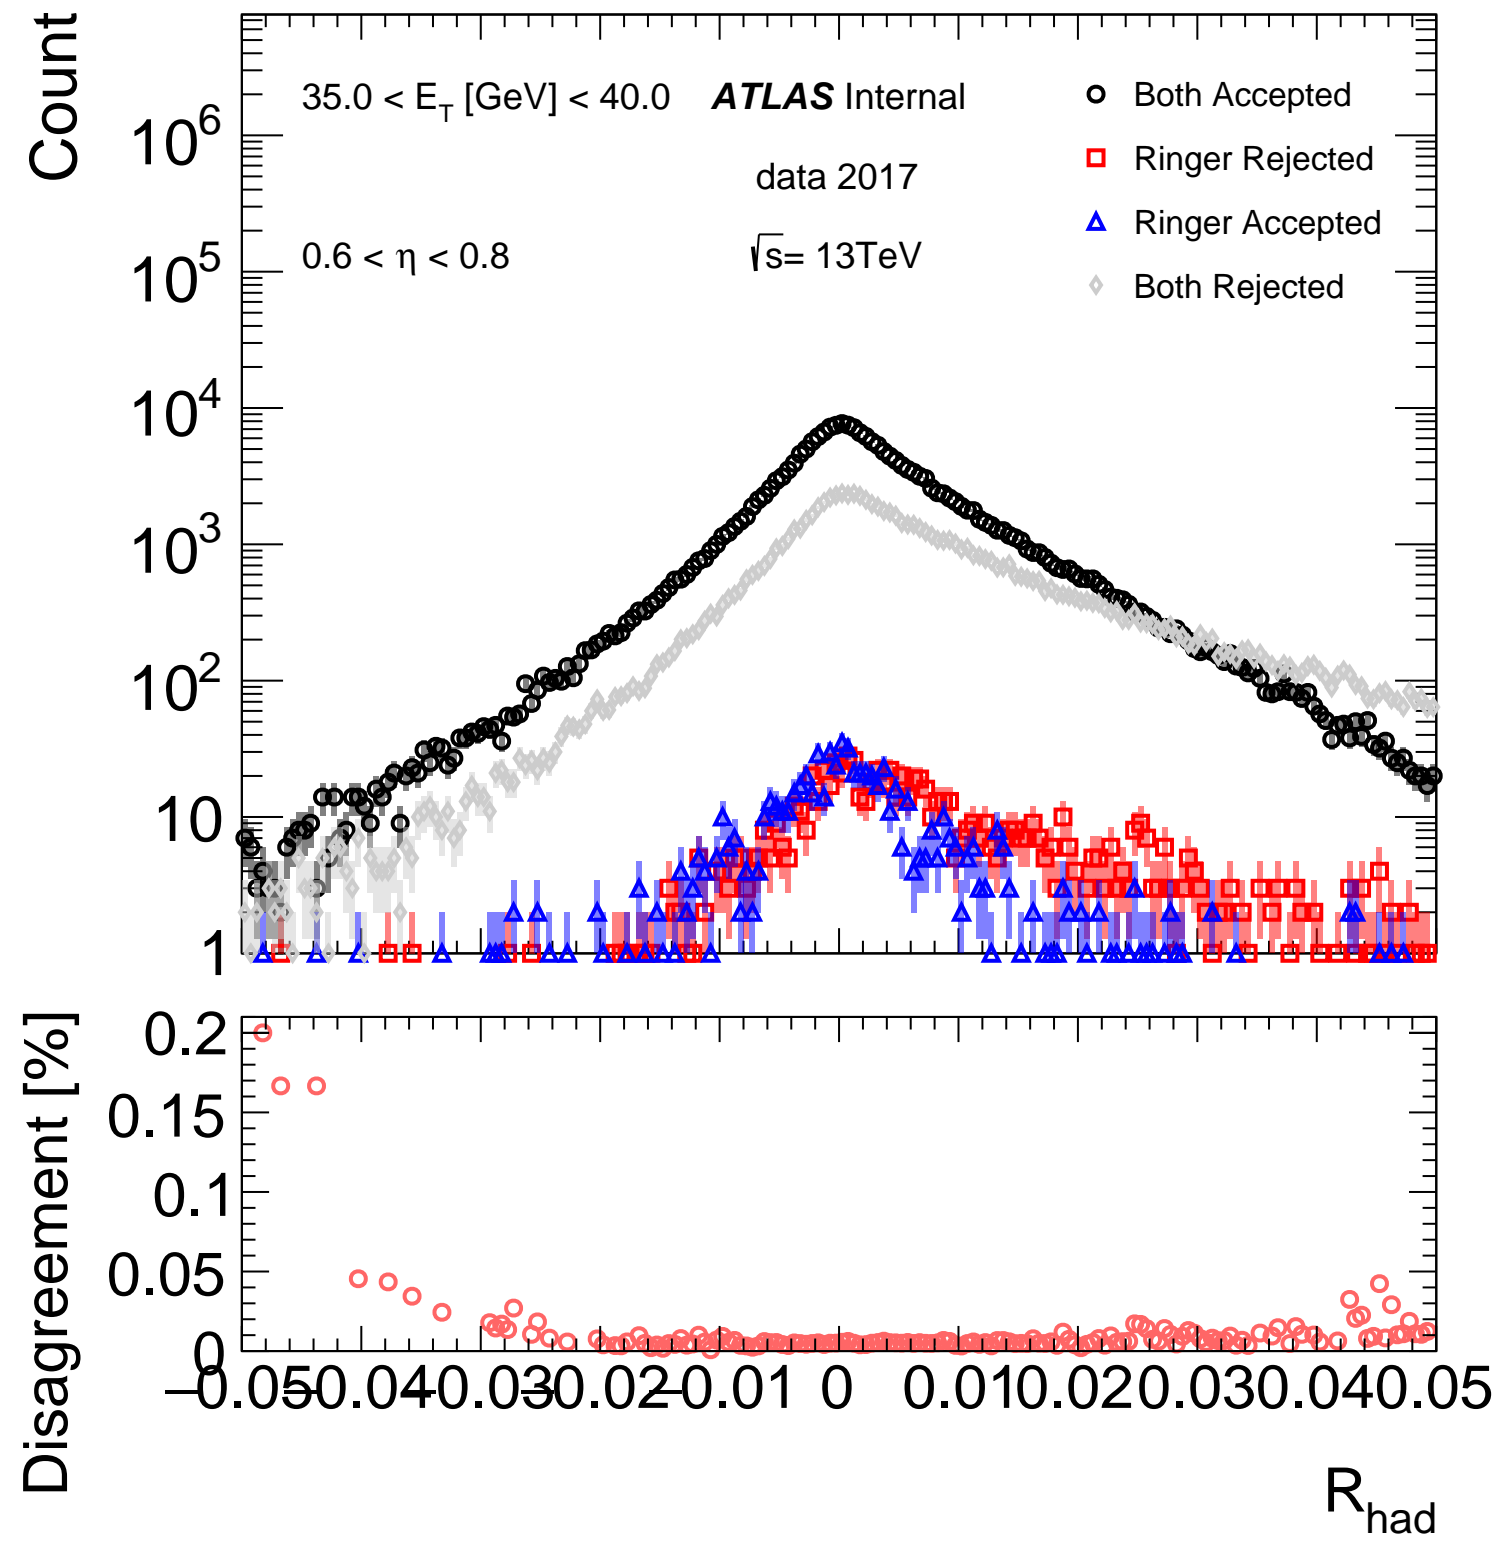 Count
35.0 < E_T [GeV] < 40.0
ATLAS Internal
data 2017
0.6 < η < 0.8
√s= 13TeV
Both Accepted
Ringer Rejected
Ringer Accepted
Both Rejected
10^6
10^5
10^4
10^3
10^2
10
1
Disagreement [%]
0.2
0.15
0.1
0.05
0
−0.05 −0.04 −0.03 −0.02 −0.01 0 0.01 0.02 0.03 0.04 0.05
R_had